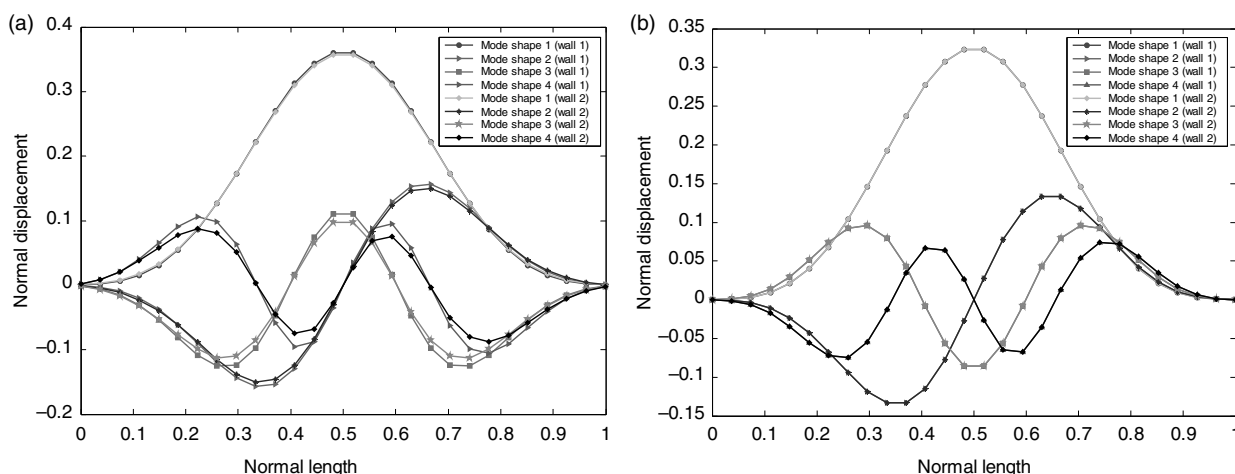 (a)
0.4
0.3
0.2
0.1
0
−0.1
−0.2
Normal displacement
0 0.1 0.2 0.3 0.4 0.5 0.6 0.7 0.8 0.9 1
Normal length
Mode shape 1 (wall 1)
Mode shape 2 (wall 1)
Mode shape 3 (wall 1)
Mode shape 4 (wall 1)
Mode shape 1 (wall 2)
Mode shape 2 (wall 2)
Mode shape 3 (wall 2)
Mode shape 4 (wall 2)
(b)
0.35
0.3
0.25
0.2
0.15
0.1
0.05
0
−0.05
−0.1
−0.15
Normal displacement
0 0.1 0.2 0.3 0.4 0.5 0.6 0.7 0.8 0.9 1
Normal length
Mode shape 1 (wall 1)
Mode shape 2 (wall 1)
Mode shape 3 (wall 1)
Mode shape 4 (wall 1)
Mode shape 1 (wall 2)
Mode shape 2 (wall 2)
Mode shape 3 (wall 2)
Mode shape 4 (wall 2)